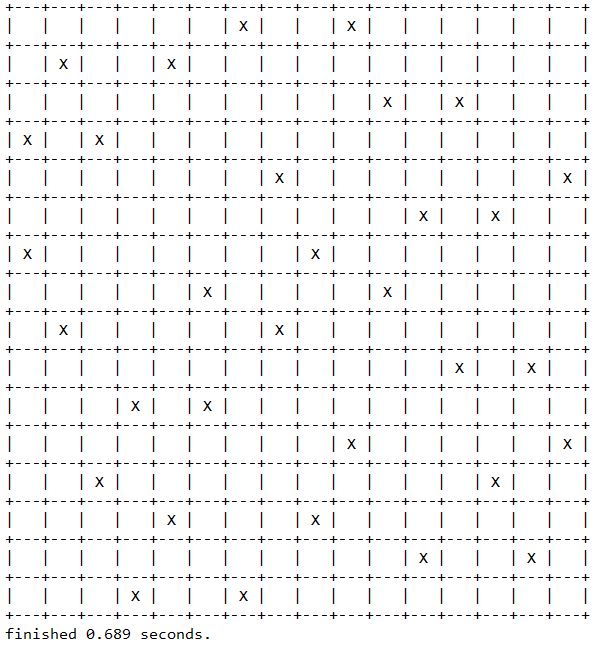 +---+---+---+---+---+---+---+---+---+---+---+---+---+---+---+---+
|   |   |   |   |   |   | X |   |   | X |   |   |   |   |   |   |
+---+---+---+---+---+---+---+---+---+---+---+---+---+---+---+---+
|   | X |   |   | X |   |   |   |   |   |   |   |   |   |   |   |
+---+---+---+---+---+---+---+---+---+---+---+---+---+---+---+---+
|   |   |   |   |   |   |   |   |   |   | X |   | X |   |   |   |
+---+---+---+---+---+---+---+---+---+---+---+---+---+---+---+---+
| X |   | X |   |   |   |   |   |   |   |   |   |   |   |   |   |
+---+---+---+---+---+---+---+---+---+---+---+---+---+---+---+---+
|   |   |   |   |   |   |   | X |   |   |   |   |   |   |   | X |
+---+---+---+---+---+---+---+---+---+---+---+---+---+---+---+---+
|   |   |   |   |   |   |   |   |   |   |   | X |   | X |   |   |
+---+---+---+---+---+---+---+---+---+---+---+---+---+---+---+---+
| X |   |   |   |   |   |   |   | X |   |   |   |   |   |   |   |
+---+---+---+---+---+---+---+---+---+---+---+---+---+---+---+---+
|   |   |   |   |   | X |   |   |   |   | X |   |   |   |   |   |
+---+---+---+---+---+---+---+---+---+---+---+---+---+---+---+---+
|   | X |   |   |   |   |   | X |   |   |   |   |   |   |   |   |
+---+---+---+---+---+---+---+---+---+---+---+---+---+---+---+---+
|   |   |   |   |   |   |   |   |   |   |   |   | X |   | X |   |
+---+---+---+---+---+---+---+---+---+---+---+---+---+---+---+---+
|   |   |   | X |   | X |   |   |   |   |   |   |   |   |   |   |
+---+---+---+---+---+---+---+---+---+---+---+---+---+---+---+---+
|   |   |   |   |   |   |   |   |   | X |   |   |   |   |   | X |
+---+---+---+---+---+---+---+---+---+---+---+---+---+---+---+---+
|   |   | X |   |   |   |   |   |   |   |   |   |   | X |   |   |
+---+---+---+---+---+---+---+---+---+---+---+---+---+---+---+---+
|   |   |   |   | X |   |   |   | X |   |   |   |   |   |   |   |
+---+---+---+---+---+---+---+---+---+---+---+---+---+---+---+---+
|   |   |   |   |   |   |   |   |   |   |   | X |   |   | X |   |
+---+---+---+---+---+---+---+---+---+---+---+---+---+---+---+---+
|   |   |   | X |   |   | X |   |   |   |   |   |   |   |   |   |
+---+---+---+---+---+---+---+---+---+---+---+---+---+---+---+---+
finished 0.689 seconds.